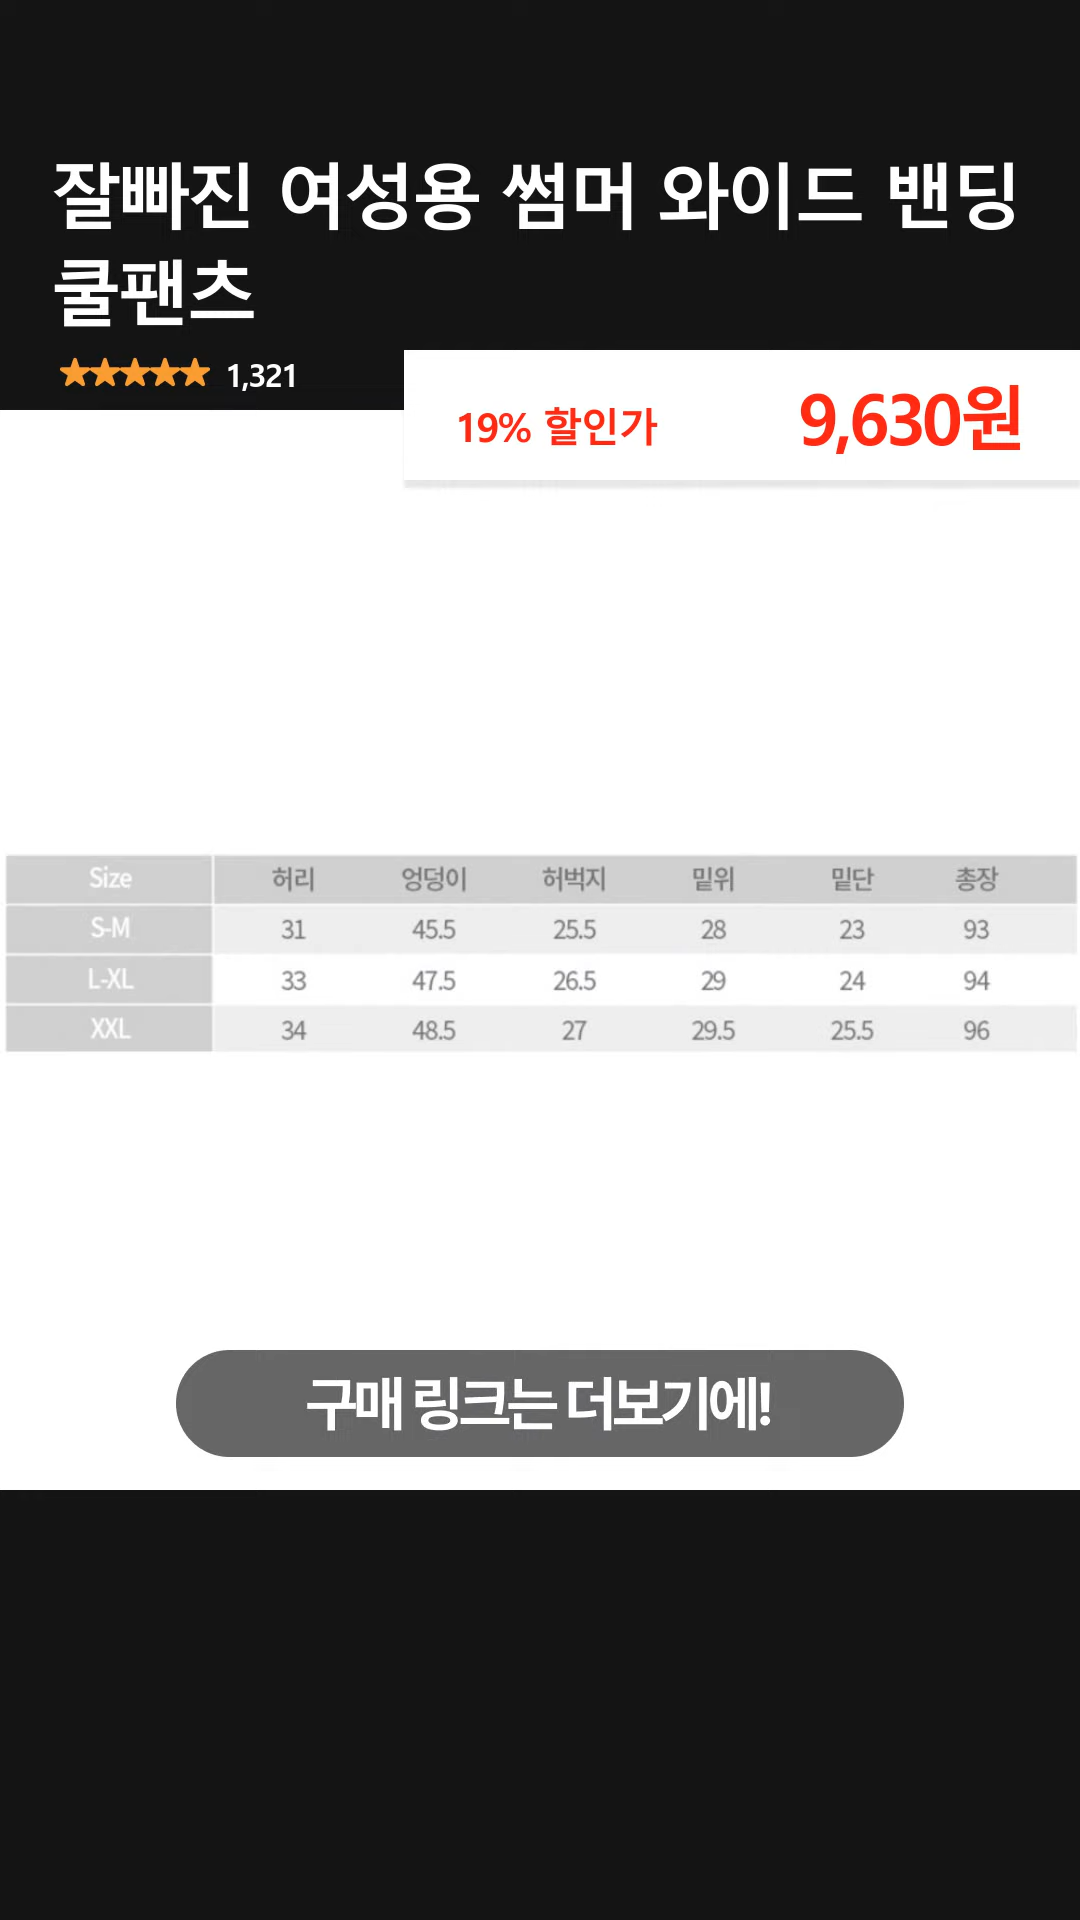 잘빠진 여성용 썸머 와이드 밴딩
쿨팬츠
★★★★★ 1,321
19% 할인가 9,630원
Size 허리 엉덩이 허벅지 밑위 밑단 총장
S-M 31 45.5 25.5 28 23 93
L-XL 33 47.5 26.5 29 24 94
XXL 34 48.5 27 29.5 25.5 96
구매 링크는 더보기에!